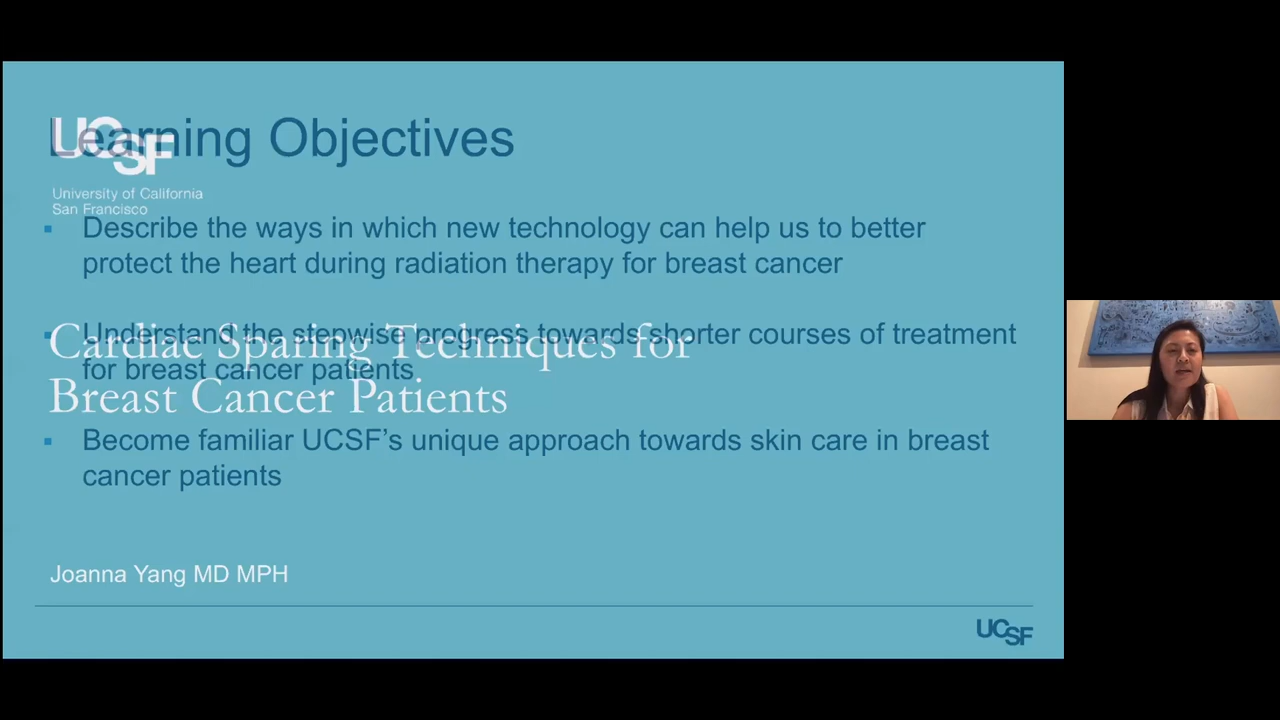 Learning Objectives
UCSF
University of California
San Francisco
Describe the ways in which new technology can help us to better
protect the heart during radiation therapy for breast cancer
Understand the stepwise progress towards shorter courses of treatment
for breast cancer patients
Cardiac Sparing Techniques for
Breast Cancer Patients
Become familiar UCSF’s unique approach towards skin care in breast
cancer patients
Joanna Yang MD MPH
UCSF